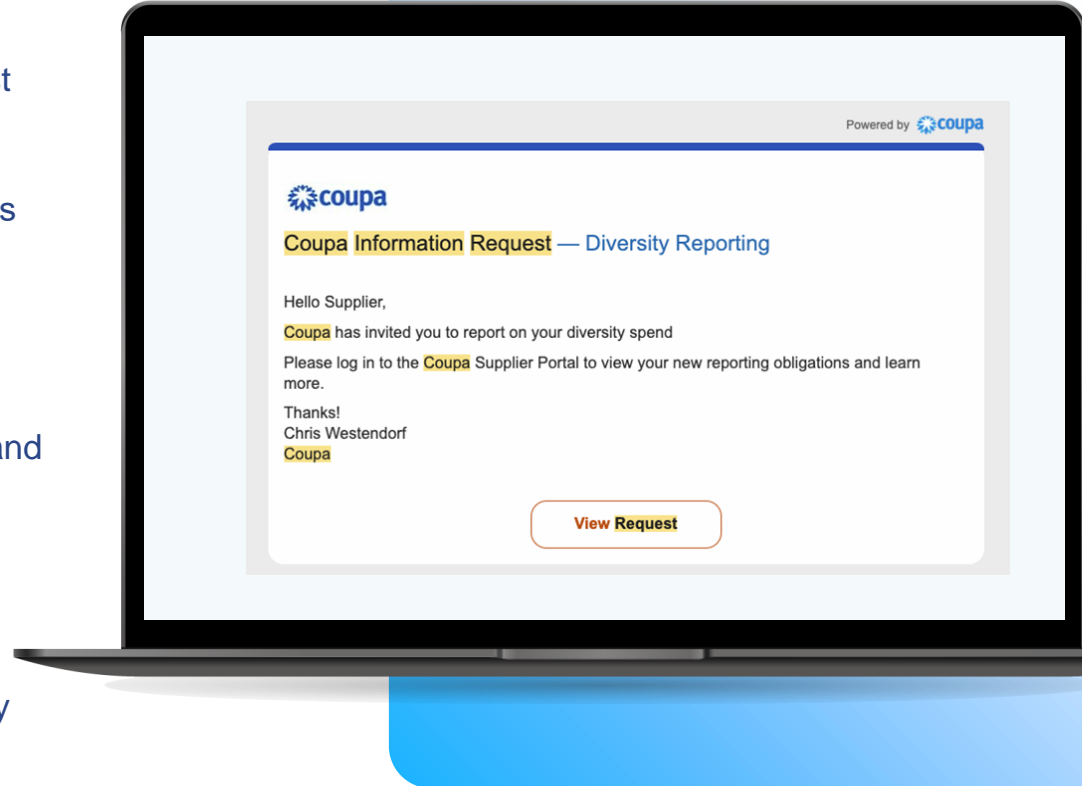 t
s
and
y
Powered by coupa
coupa
Coupa Information Request — Diversity Reporting
Hello Supplier,
Coupa has invited you to report on your diversity spend
Please log in to the Coupa Supplier Portal to view your new reporting obligations and learn
more.
Thanks!
Chris Westendorf
Coupa
View Request